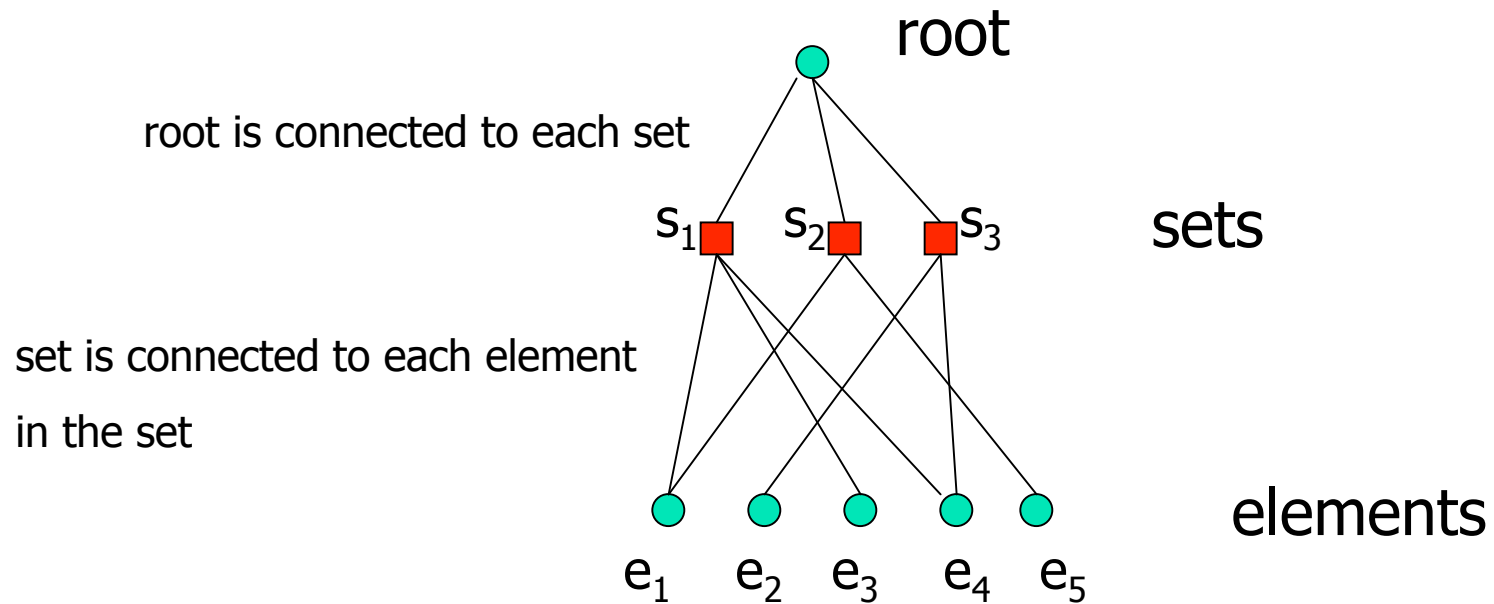 root
root is connected to each set
s₁ s₂ s₃
sets
set is connected to each element
in the set
elements
e₁ e₂ e₃ e₄ e₅